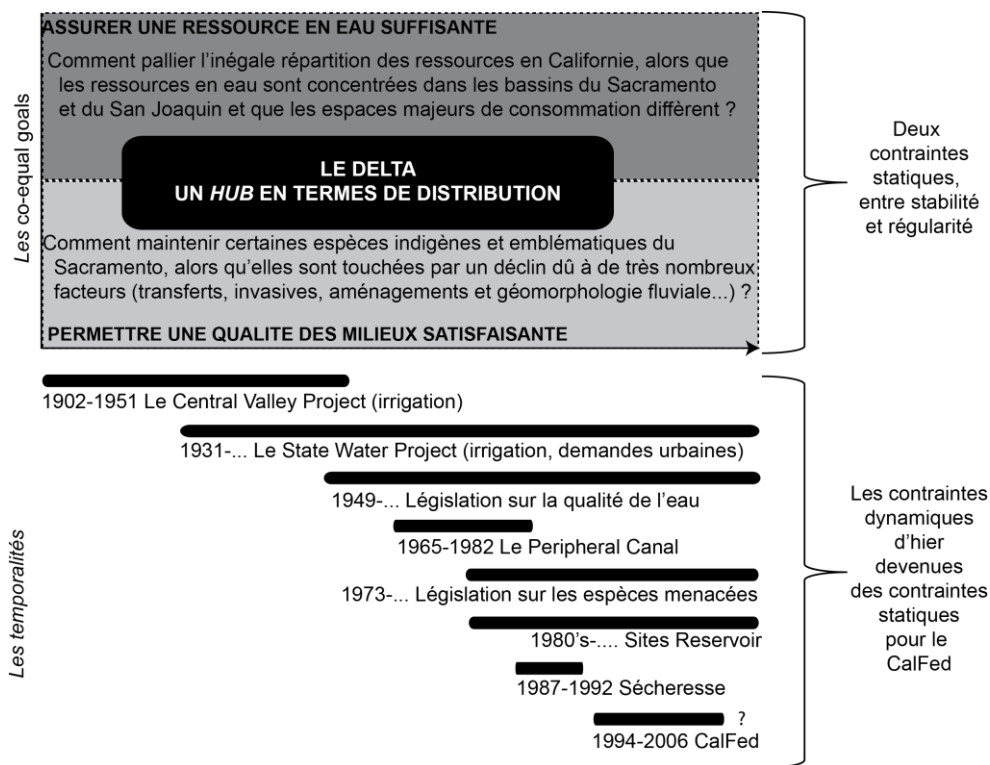 ASSURER UNE RESSOURCE EN EAU SUFFISANTE
Comment pallier l'inégale répartition des ressources en Californie, alors que
les ressources en eau sont concentrées dans les bassins du Sacramento
et du San Joaquin et que les espaces majeurs de consommation diffèrent ?
LE DELTA
UN HUB EN TERMES DE DISTRIBUTION
Comment maintenir certaines espèces indigènes et emblématiques du
Sacramento, alors qu'elles sont touchées par un déclin dû à de très nombreux
facteurs (transferts, invasives, aménagements et géomorphologie fluviale...) ?
PERMETTRE UNE QUALITE DES MILIEUX SATISFAISANTE
Les co-equal goals
Deux
contraintes
statiques,
entre stabilité
et régularité
1902-1951 Le Central Valley Project (irrigation)
1931-... Le State Water Project (irrigation, demandes urbaines)
1949-... Législation sur la qualité de l'eau
1965-1982 Le Peripheral Canal
1973-... Législation sur les espèces menacées
1980's-.... Sites Reservoir
1987-1992 Sécheresse
?
1994-2006 CalFed
Les temporalités
Les contraintes
dynamiques
d'hier
devenues
des contraintes
statiques
pour le
CalFed